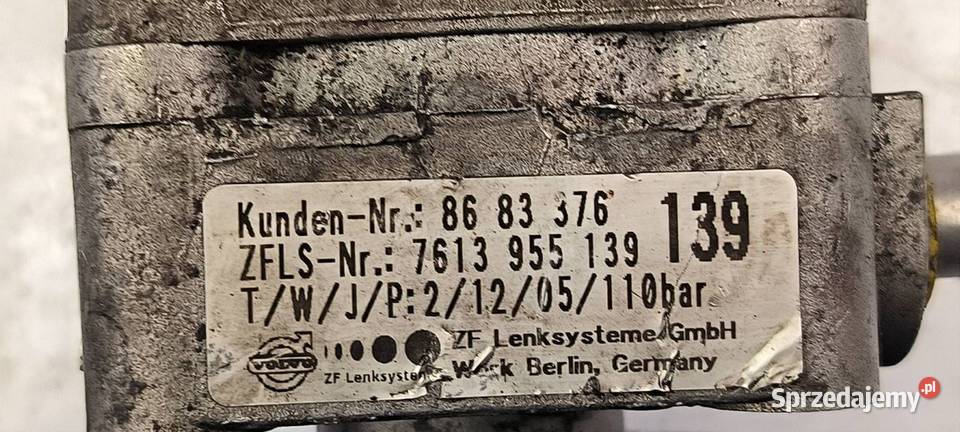 Kunden-Nr.: 86 83 376
139
ZFLS-Nr.: 7613 955 139
T/W/J/P:2/12/05/110bar
ZF Lenksysteme GmbH
Werk Berlin, Germany
VOLVO
ZF Lenksysteme
Sprzedajemy.pl